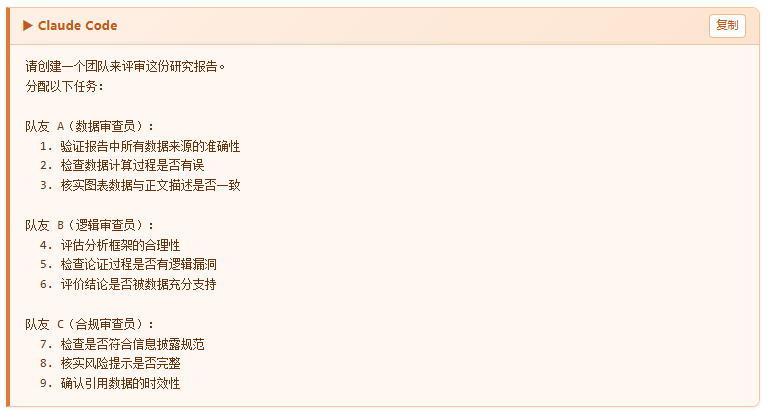 ▶ Claude Code
复制
请创建一个团队来评审这份研究报告。
分配以下任务:
队友 A(数据审查员):
1. 验证报告中所有数据来源的准确性
2. 检查数据计算过程是否有误
3. 核实图表数据与正文描述是否一致
队友 B(逻辑审查员):
4. 评估分析框架的合理性
5. 检查论证过程是否有逻辑漏洞
6. 评价结论是否被数据充分支持
队友 C(合规审查员):
7. 检查是否符合信息披露规范
8. 核实风险提示是否完整
9. 确认引用数据的时效性